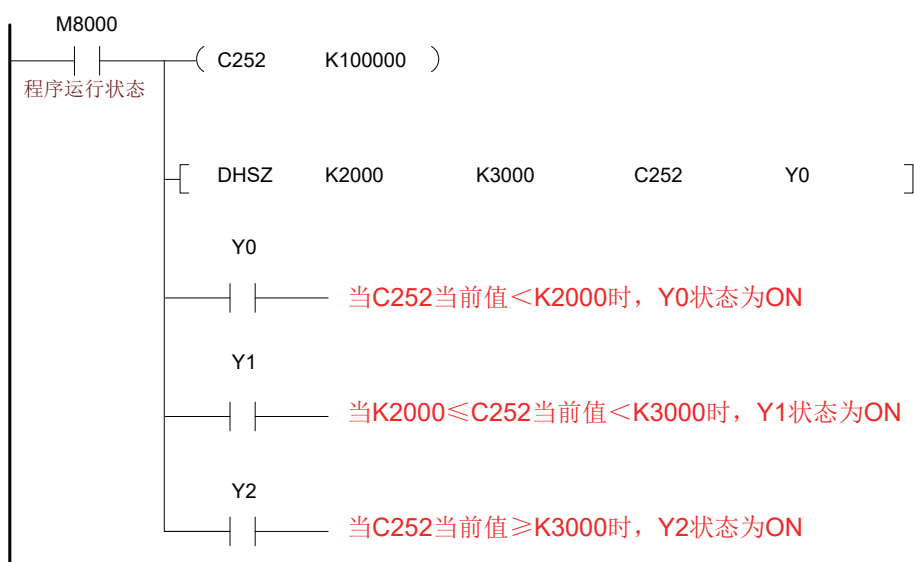 M8000
C252 K100000
程序运行状态
DHSZ K2000 K3000 C252 Y0
Y0
当C252当前值＜K2000时，Y0状态为ON
Y1
当K2000≤C252当前值＜K3000时，Y1状态为ON
Y2
当C252当前值≥K3000时，Y2状态为ON